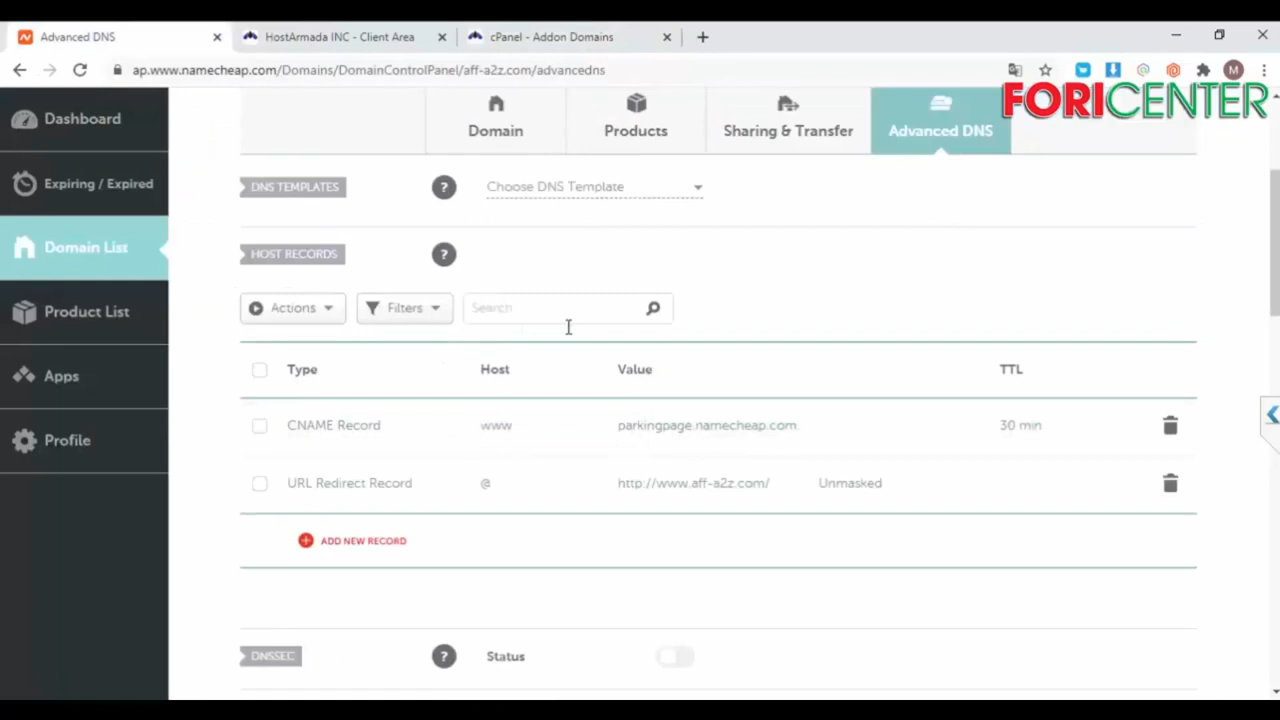 Advanced DNS
HostArmada INC - Client Area
cPanel - Addon Domains
ap.www.namecheap.com/Domains/DomainControlPanel/aff-a2z.com/advancedns
M
FORICENTER
Dashboard
Expiring / Expired
Domain List
Product List
Apps
Profile
Domain
Products
Sharing & Transfer
Advanced DNS
DNS TEMPLATES
?
Choose DNS Template
HOST RECORDS
?
Actions
Filters
Search
Type Host Value TTL
CNAME Record www parkingpage.namecheap.com 30 min
URL Redirect Record @ http://www.aff-a2z.com/ Unmasked
ADD NEW RECORD
DNSSEC
?
Status